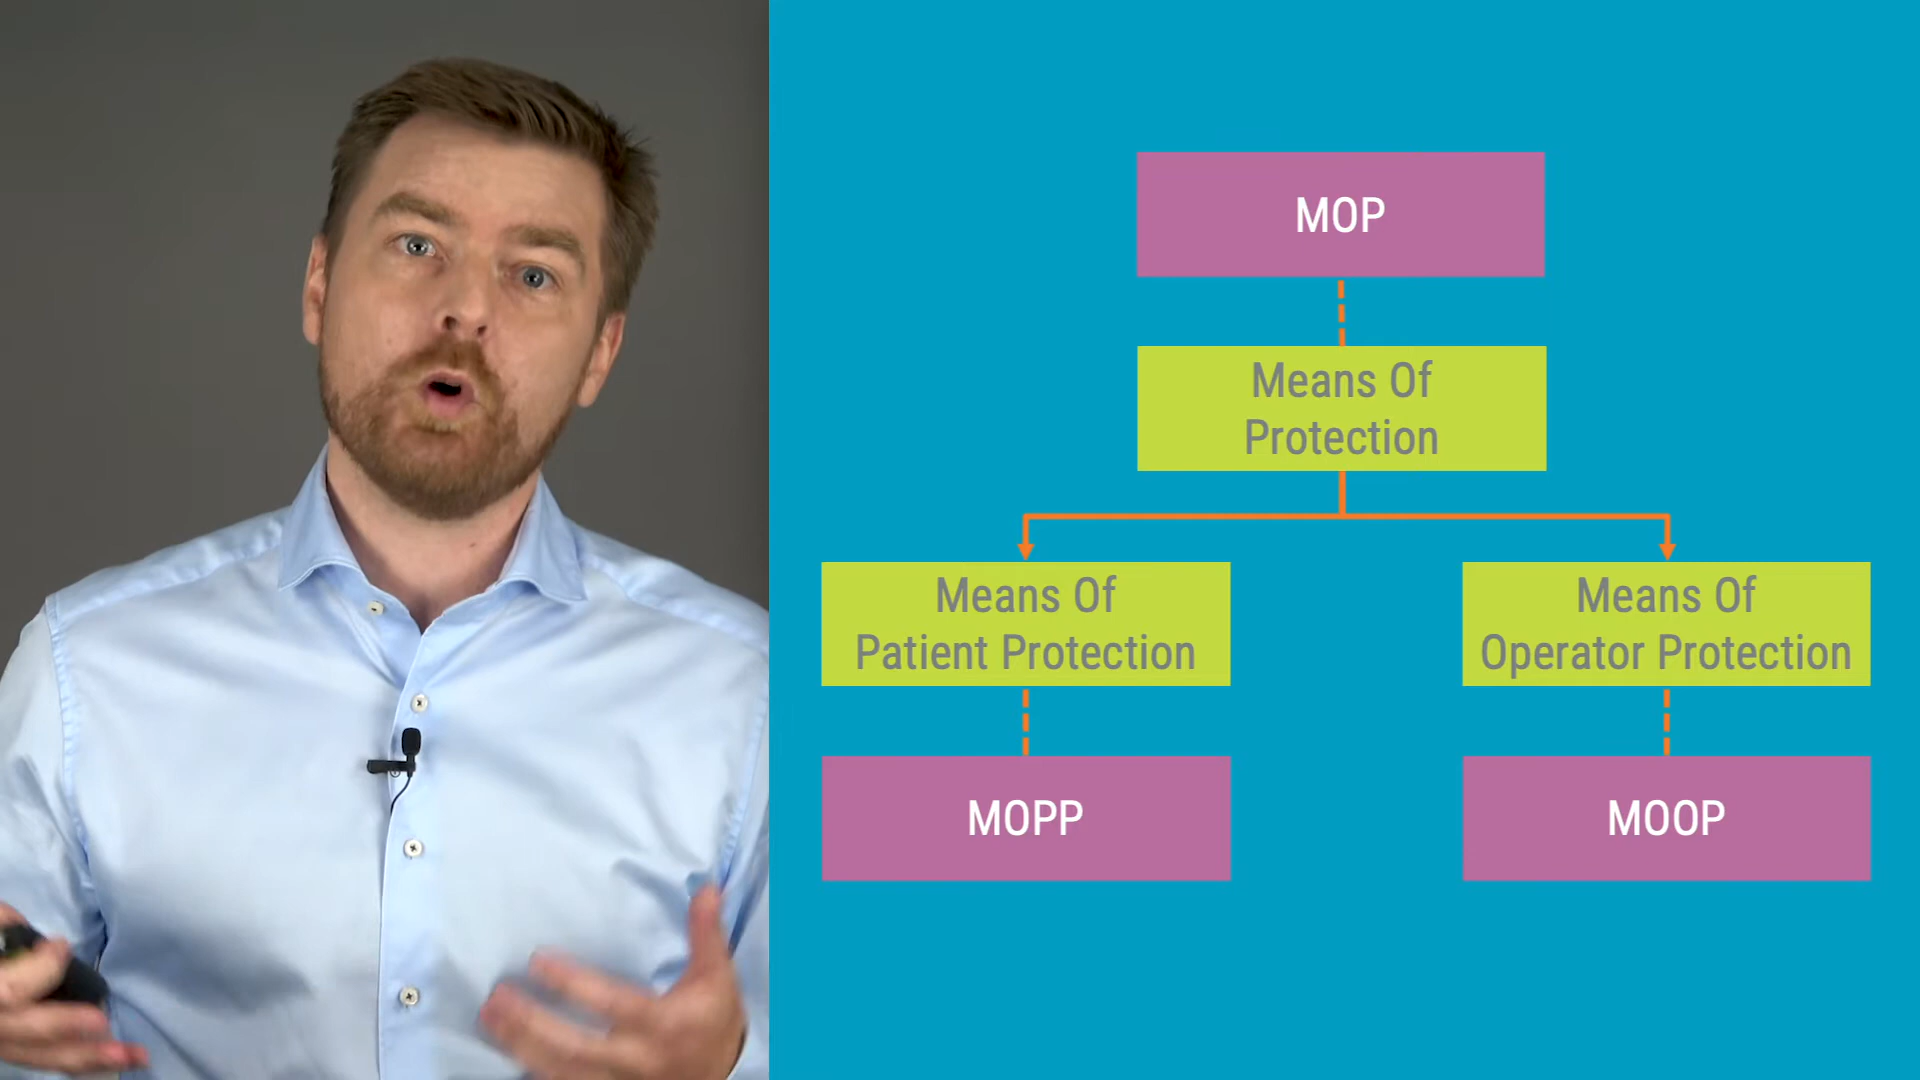 MOP
Means Of
Protection
Means Of
Patient Protection
Means Of
Operator Protection
MOPP
MOOP